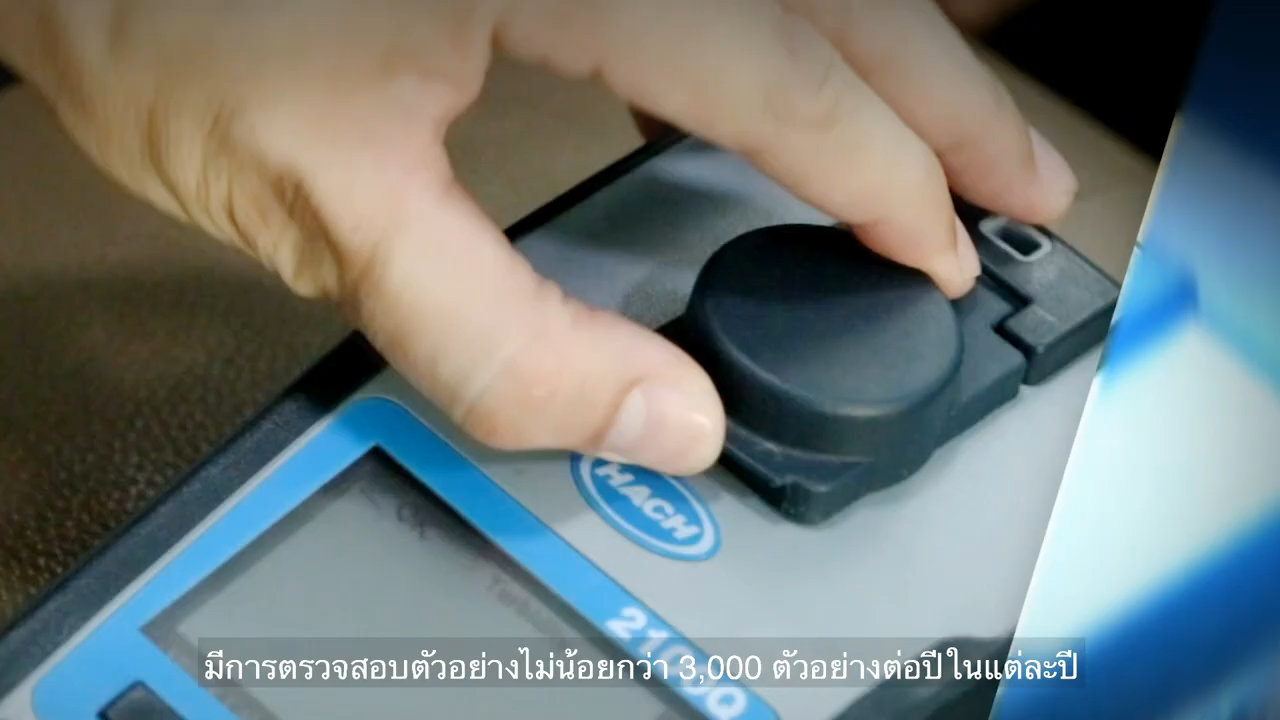 HACH
2100Q
มีการตรวจสอบตัวอย่างไม่น้อยกว่า 3,000 ตัวอย่างต่อปี ในแต่ละปี